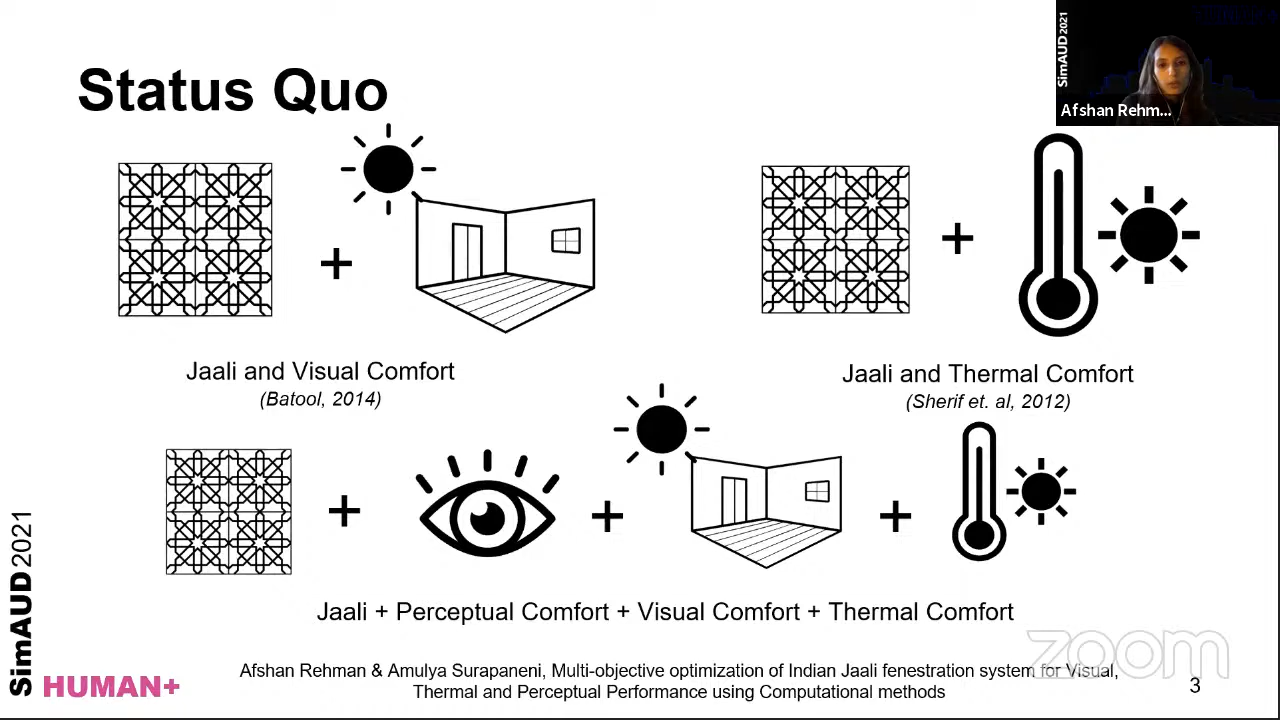 Status Quo
SimAUD2021
Afshan Rehm...
Jaali and Visual Comfort
(Batool, 2014)
Jaali and Thermal Comfort
(Sherif et. al, 2012)
Jaali + Perceptual Comfort + Visual Comfort + Thermal Comfort
SimAUD2021
HUMAN+
Afshan Rehman & Amulya Surapaneni, Multi-objective optimization of Indian Jaali fenestration system for Visual,
Thermal and Perceptual Performance using Computational methods
zoom
3